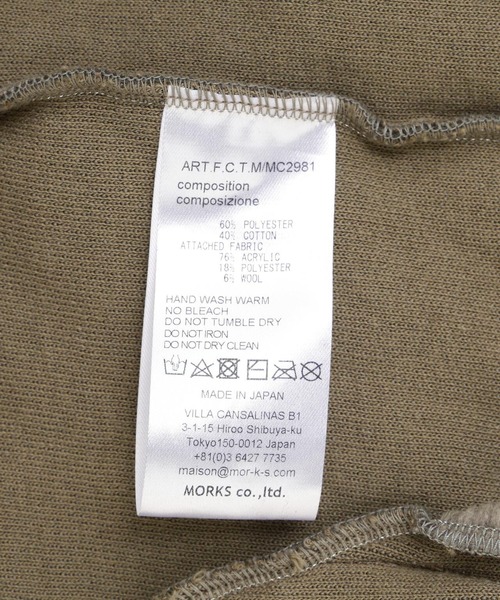 ART.F.C.T.M/MC2981
composition
composizione
60% POLYESTER
40% COTTON
ATTACHED FABRIC
76% ACRYLIC
18% POLYESTER
6% WOOL
HAND WASH WARM
NO BLEACH
DO NOT TUMBLE DRY
DO NOT IRON
DO NOT DRY CLEAN
MADE IN JAPAN
VILLA CANSALINAS B1
3-1-15 Hiroo Shibuya-ku
Tokyo150-0012 Japan
+81(0)3 6427 7735
maison@mor-k-s.com
MORKS co.,ltd.